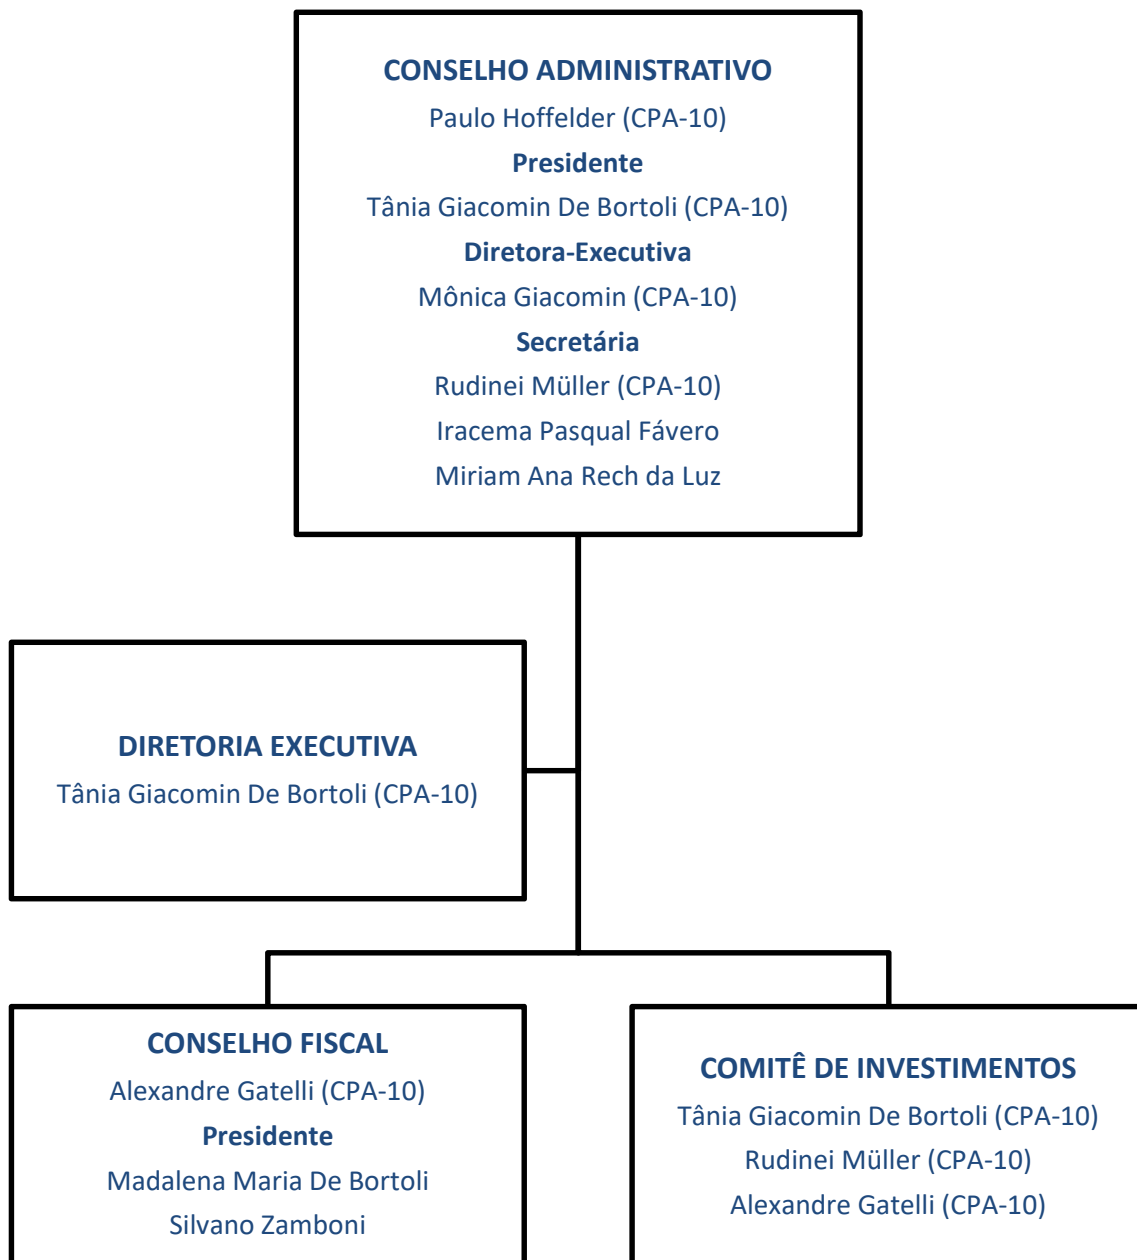 CONSELHO ADMINISTRATIVO
Paulo Hoffelder (CPA-10)
Presidente
Tânia Giacomin De Bortoli (CPA-10)
Diretora-Executiva
Mônica Giacomin (CPA-10)
Secretária
Rudinei Müller (CPA-10)
Iracema Pasqual Fávero
Miriam Ana Rech da Luz
DIRETORIA EXECUTIVA
Tânia Giacomin De Bortoli (CPA-10)
CONSELHO FISCAL
Alexandre Gatelli (CPA-10)
Presidente
Madalena Maria De Bortoli
Silvano Zamboni
COMITÊ DE INVESTIMENTOS
Tânia Giacomin De Bortoli (CPA-10)
Rudinei Müller (CPA-10)
Alexandre Gatelli (CPA-10)